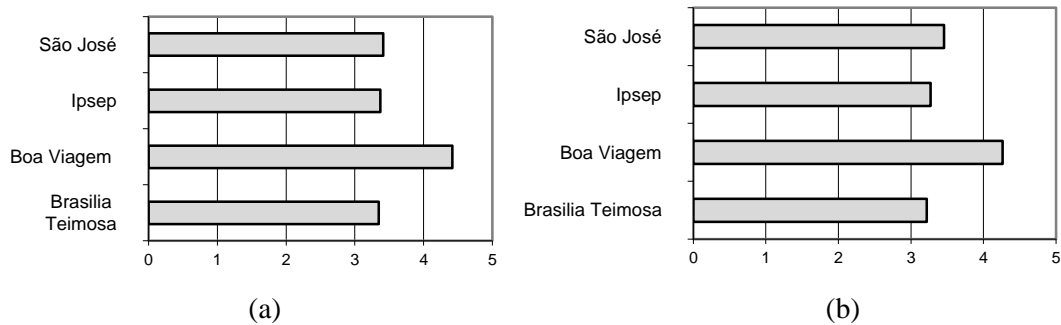 São José
Ipsep
Boa Viagem
Brasilia
Teimosa
0 1 2 3 4 5
(a)
São José
Ipsep
Boa Viagem
Brasilia Teimosa
0 1 2 3 4 5
(b)